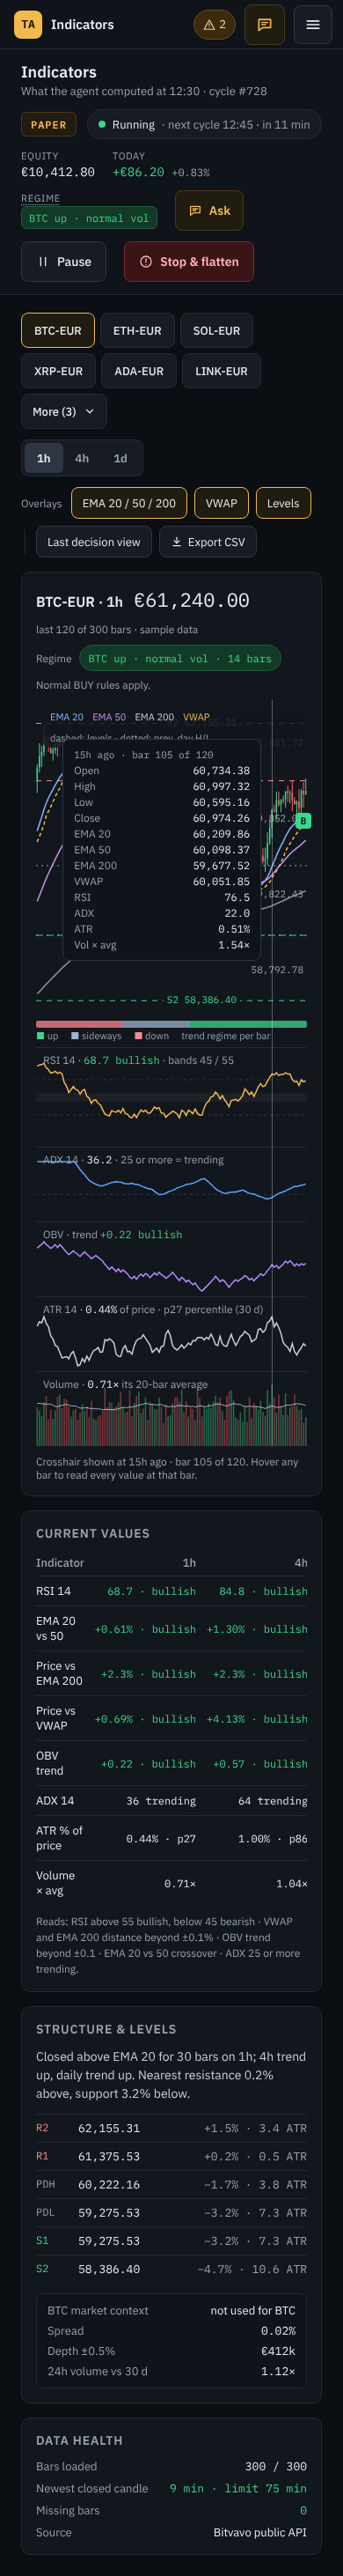 TA Indicators 2
Indicators
What the agent computed at 12:30 · cycle #728
PAPER Running · next cycle 12:45 · in 11 min
EQUITY TODAY
€10,412.80 +€86.20 +0.83%
REGIME
BTC up · normal vol Ask
Pause Stop & flatten
BTC-EUR ETH-EUR SOL-EUR
XRP-EUR ADA-EUR LINK-EUR
More (3)
1h 4h 1d
Overlays EMA 20 / 50 / 200 VWAP Levels
Last decision view Export CSV
BTC-EUR · 1h €61,240.00
last 120 of 300 bars · sample data
Regime BTC up · normal vol · 14 bars
Normal BUY rules apply.
EMA 20 EMA 50 EMA 200 VWAP
dashed: levels · dotted: prev. day H/L
15h ago · bar 105 of 120
Open 60,734.38
High 60,997.32
Low 60,595.16
Close 60,974.26
EMA 20 60,209.86
EMA 50 60,098.37
EMA 200 59,677.52
VWAP 60,051.85
RSI 76.5
ADX 22.0
ATR 0.51%
Vol × avg 1.54×
B
58,792.78
S2 58,386.40
up sideways down trend regime per bar
RSI 14 · 68.7 bullish · bands 45 / 55
ADX 14 · 36.2 · 25 or more = trending
OBV · trend +0.22 bullish
ATR 14 · 0.44% of price · p27 percentile (30 d)
Volume · 0.71× its 20-bar average
Crosshair shown at 15h ago · bar 105 of 120. Hover any
bar to read every value at that bar.
CURRENT VALUES
Indicator 1h 4h
RSI 14 68.7 · bullish 84.8 · bullish
EMA 20
vs 50 +0.61% · bullish +1.30% · bullish
Price vs
EMA 200 +2.3% · bullish +2.3% · bullish
Price vs
VWAP +0.69% · bullish +4.13% · bullish
OBV
trend +0.22 · bullish +0.57 · bullish
ADX 14 36 trending 64 trending
ATR % of
price 0.44% · p27 1.00% · p86
Volume
× avg 0.71× 1.04×
Reads: RSI above 55 bullish, below 45 bearish · VWAP
and EMA 200 distance beyond ±0.1% · OBV trend
beyond ±0.1 · EMA 20 vs 50 crossover · ADX 25 or more
trending.
STRUCTURE & LEVELS
Closed above EMA 20 for 30 bars on 1h; 4h trend
up, daily trend up. Nearest resistance 0.2%
above, support 3.2% below.
R2 62,155.31 +1.5% · 3.4 ATR
R1 61,375.53 +0.2% · 0.5 ATR
PDH 60,222.16 −1.7% · 3.8 ATR
PDL 59,275.53 −3.2% · 7.3 ATR
S1 59,275.53 −3.2% · 7.3 ATR
S2 58,386.40 −4.7% · 10.6 ATR
BTC market context not used for BTC
Spread 0.02%
Depth ±0.5% €412k
24h volume vs 30 d 1.12×
DATA HEALTH
Bars loaded 300 / 300
Newest closed candle 9 min · limit 75 min
Missing bars 0
Source Bitvavo public API